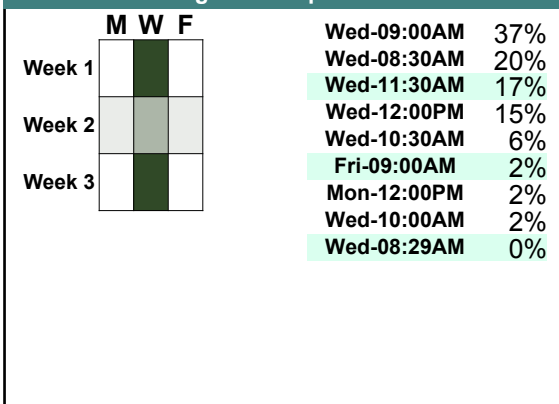 M W F
Week 1
Week 2
Week 3
Wed-09:00AM 37%
Wed-08:30AM 20%
Wed-11:30AM 17%
Wed-12:00PM 15%
Wed-10:30AM 6%
Fri-09:00AM 2%
Mon-12:00PM 2%
Wed-10:00AM 2%
Wed-08:29AM 0%